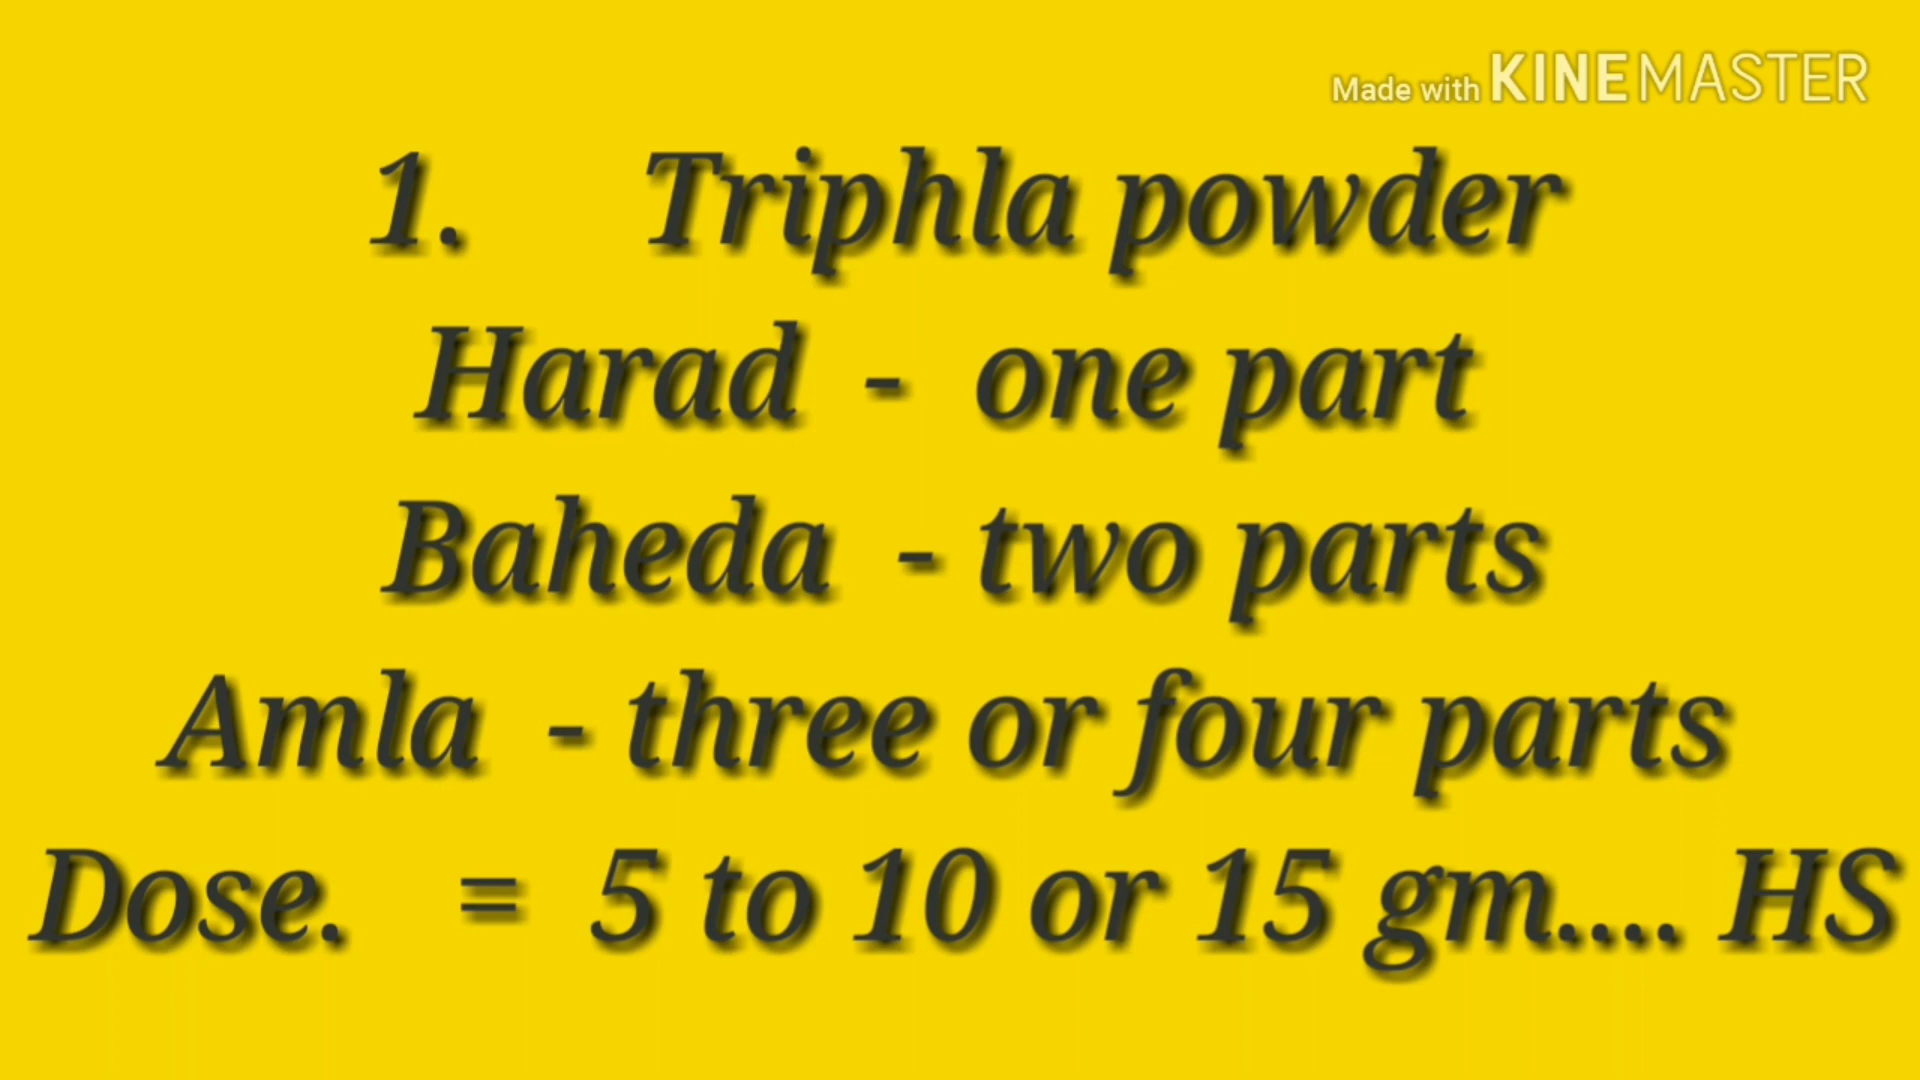 Made with KINEMASTER
1. Triphla powder
Harad - one part
Baheda - two parts
Amla - three or four parts
Dose. = 5 to 10 or 15 gm.... HS